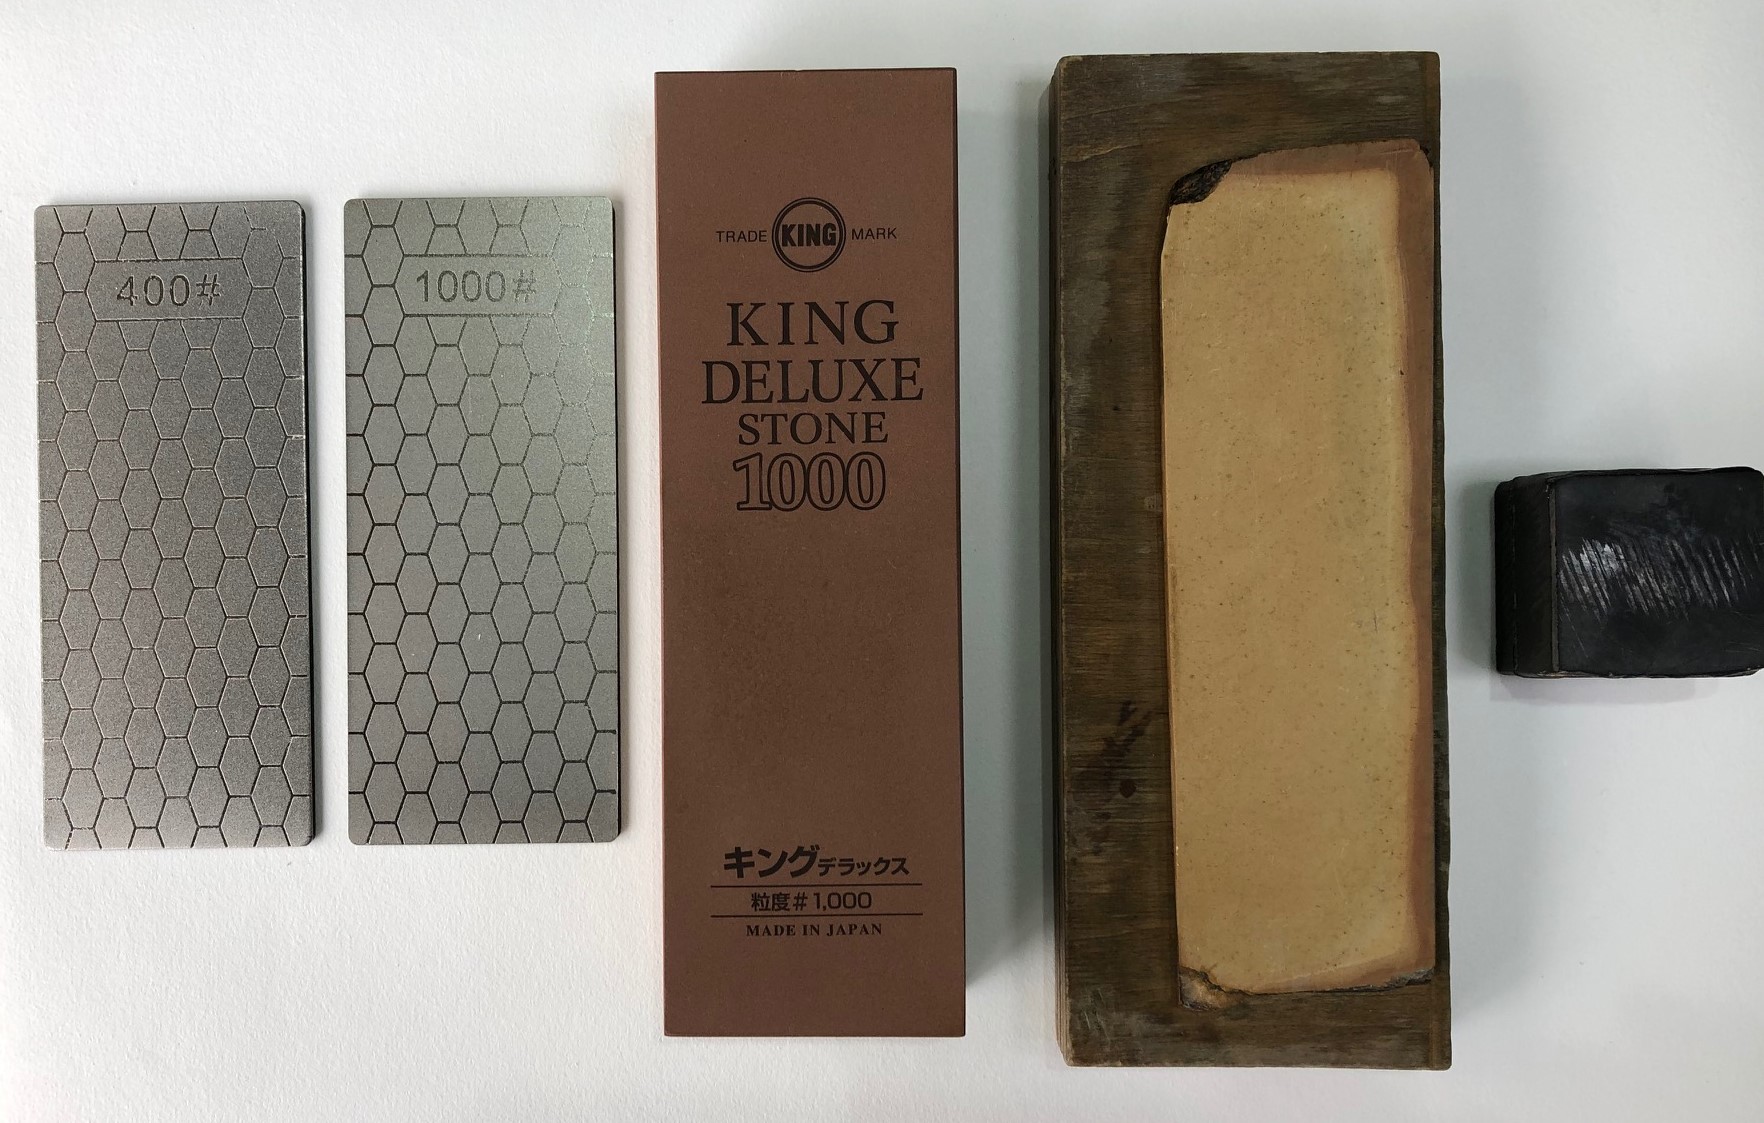 400#
1000#
TRADE KING MARK
KING
DELUXE
STONE
1000
キングデラックス
粒度#1,000
MADE IN JAPAN